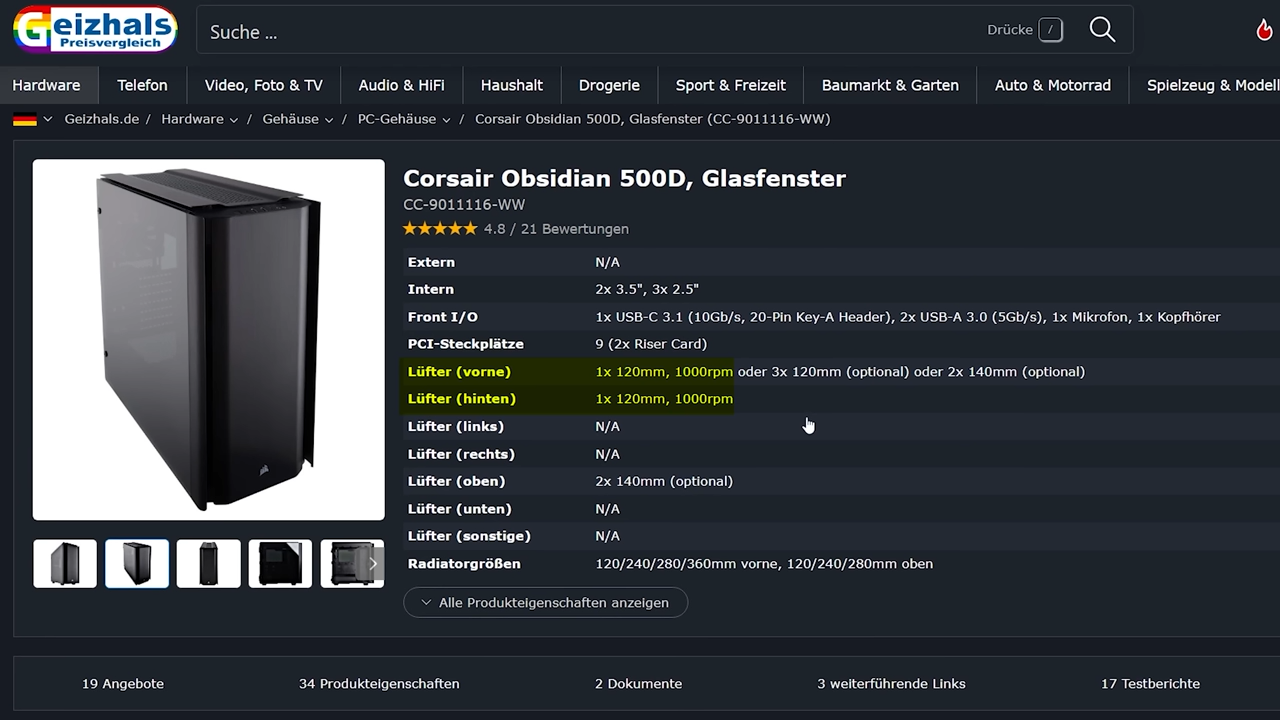 Geizhals
Preisvergleich
Suche ...
Drücke /
Hardware Telefon Video, Foto & TV Audio & HiFi Haushalt Drogerie Sport & Freizeit Baumarkt & Garten Auto & Motorrad Spielzeug & Modell
Geizhals.de / Hardware / Gehäuse / PC-Gehäuse / Corsair Obsidian 500D, Glasfenster (CC-9011116-WW)
Corsair Obsidian 500D, Glasfenster
CC-9011116-WW
4.8 / 21 Bewertungen
Extern N/A
Intern 2x 3.5", 3x 2.5"
Front I/O 1x USB-C 3.1 (10Gb/s, 20-Pin Key-A Header), 2x USB-A 3.0 (5Gb/s), 1x Mikrofon, 1x Kopfhörer
PCI-Steckplätze 9 (2x Riser Card)
Lüfter (vorne) 1x 120mm, 1000rpm oder 3x 120mm (optional) oder 2x 140mm (optional)
Lüfter (hinten) 1x 120mm, 1000rpm
Lüfter (links) N/A
Lüfter (rechts) N/A
Lüfter (oben) 2x 140mm (optional)
Lüfter (unten) N/A
Lüfter (sonstige) N/A
Radiatorgrößen 120/240/280/360mm vorne, 120/240/280mm oben
Alle Produkteigenschaften anzeigen
19 Angebote 34 Produkteigenschaften 2 Dokumente 3 weiterführende Links 17 Testberichte